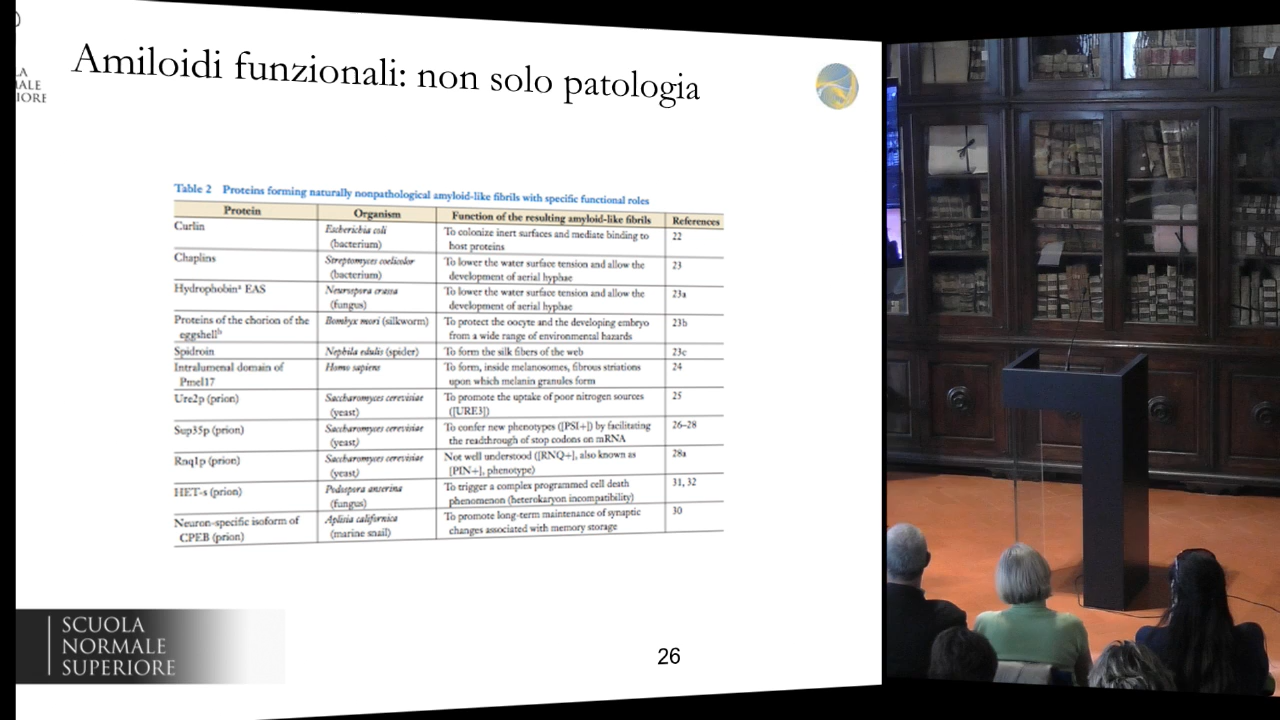 LA
ALE
IORE
Amiloidi funzionali: non solo patologia
Table 2 Proteins forming naturally nonpathological amyloid-like fibrils with specific functional roles
Protein Organism Function of the resulting amyloid-like fibrils References
Curlin Escherichia coli To colonize inert surfaces and mediate binding to 22
(bacterium) host proteins
Chaplins Streptomyces coelicolor To lower the water surface tension and allow the 23
(bacterium) development of aerial hyphae
Hydrophobinᵃ EAS Neurospora crassa To lower the water surface tension and allow the 23a
(fungus) development of aerial hyphae
Proteins of the chorion of the Bombyx mori (silkworm) To protect the oocyte and the developing embryo 23b
eggshellᵇ from a wide range of environmental hazards
Spidroin Nephila edulis (spider) To form the silk fibers of the web 23c
Intralumenal domain of Homo sapiens To form, inside melanosomes, fibrous striations 24
Pmel17 upon which melanin granules form
Ure2p (prion) Saccharomyces cerevisiae To promote the uptake of poor nitrogen sources 25
(yeast) ([URE3])
Sup35p (prion) Saccharomyces cerevisiae To confer new phenotypes ([PSI+]) by facilitating 26–28
(yeast) the readthrough of stop codons on mRNA
Rnq1p (prion) Saccharomyces cerevisiae Not well understood ([RNQ+], also known as 28a
(yeast) [PIN+], phenotype)
HET-s (prion) Podospora anserina To trigger a complex programmed cell death 31, 32
(fungus) phenomenon (heterokaryon incompatibility)
Neuron-specific isoform of Aplisia californica To promote long-term maintenance of synaptic 30
CPEB (prion) (marine snail) changes associated with memory storage
SCUOLA
NORMALE
SUPERIORE
26